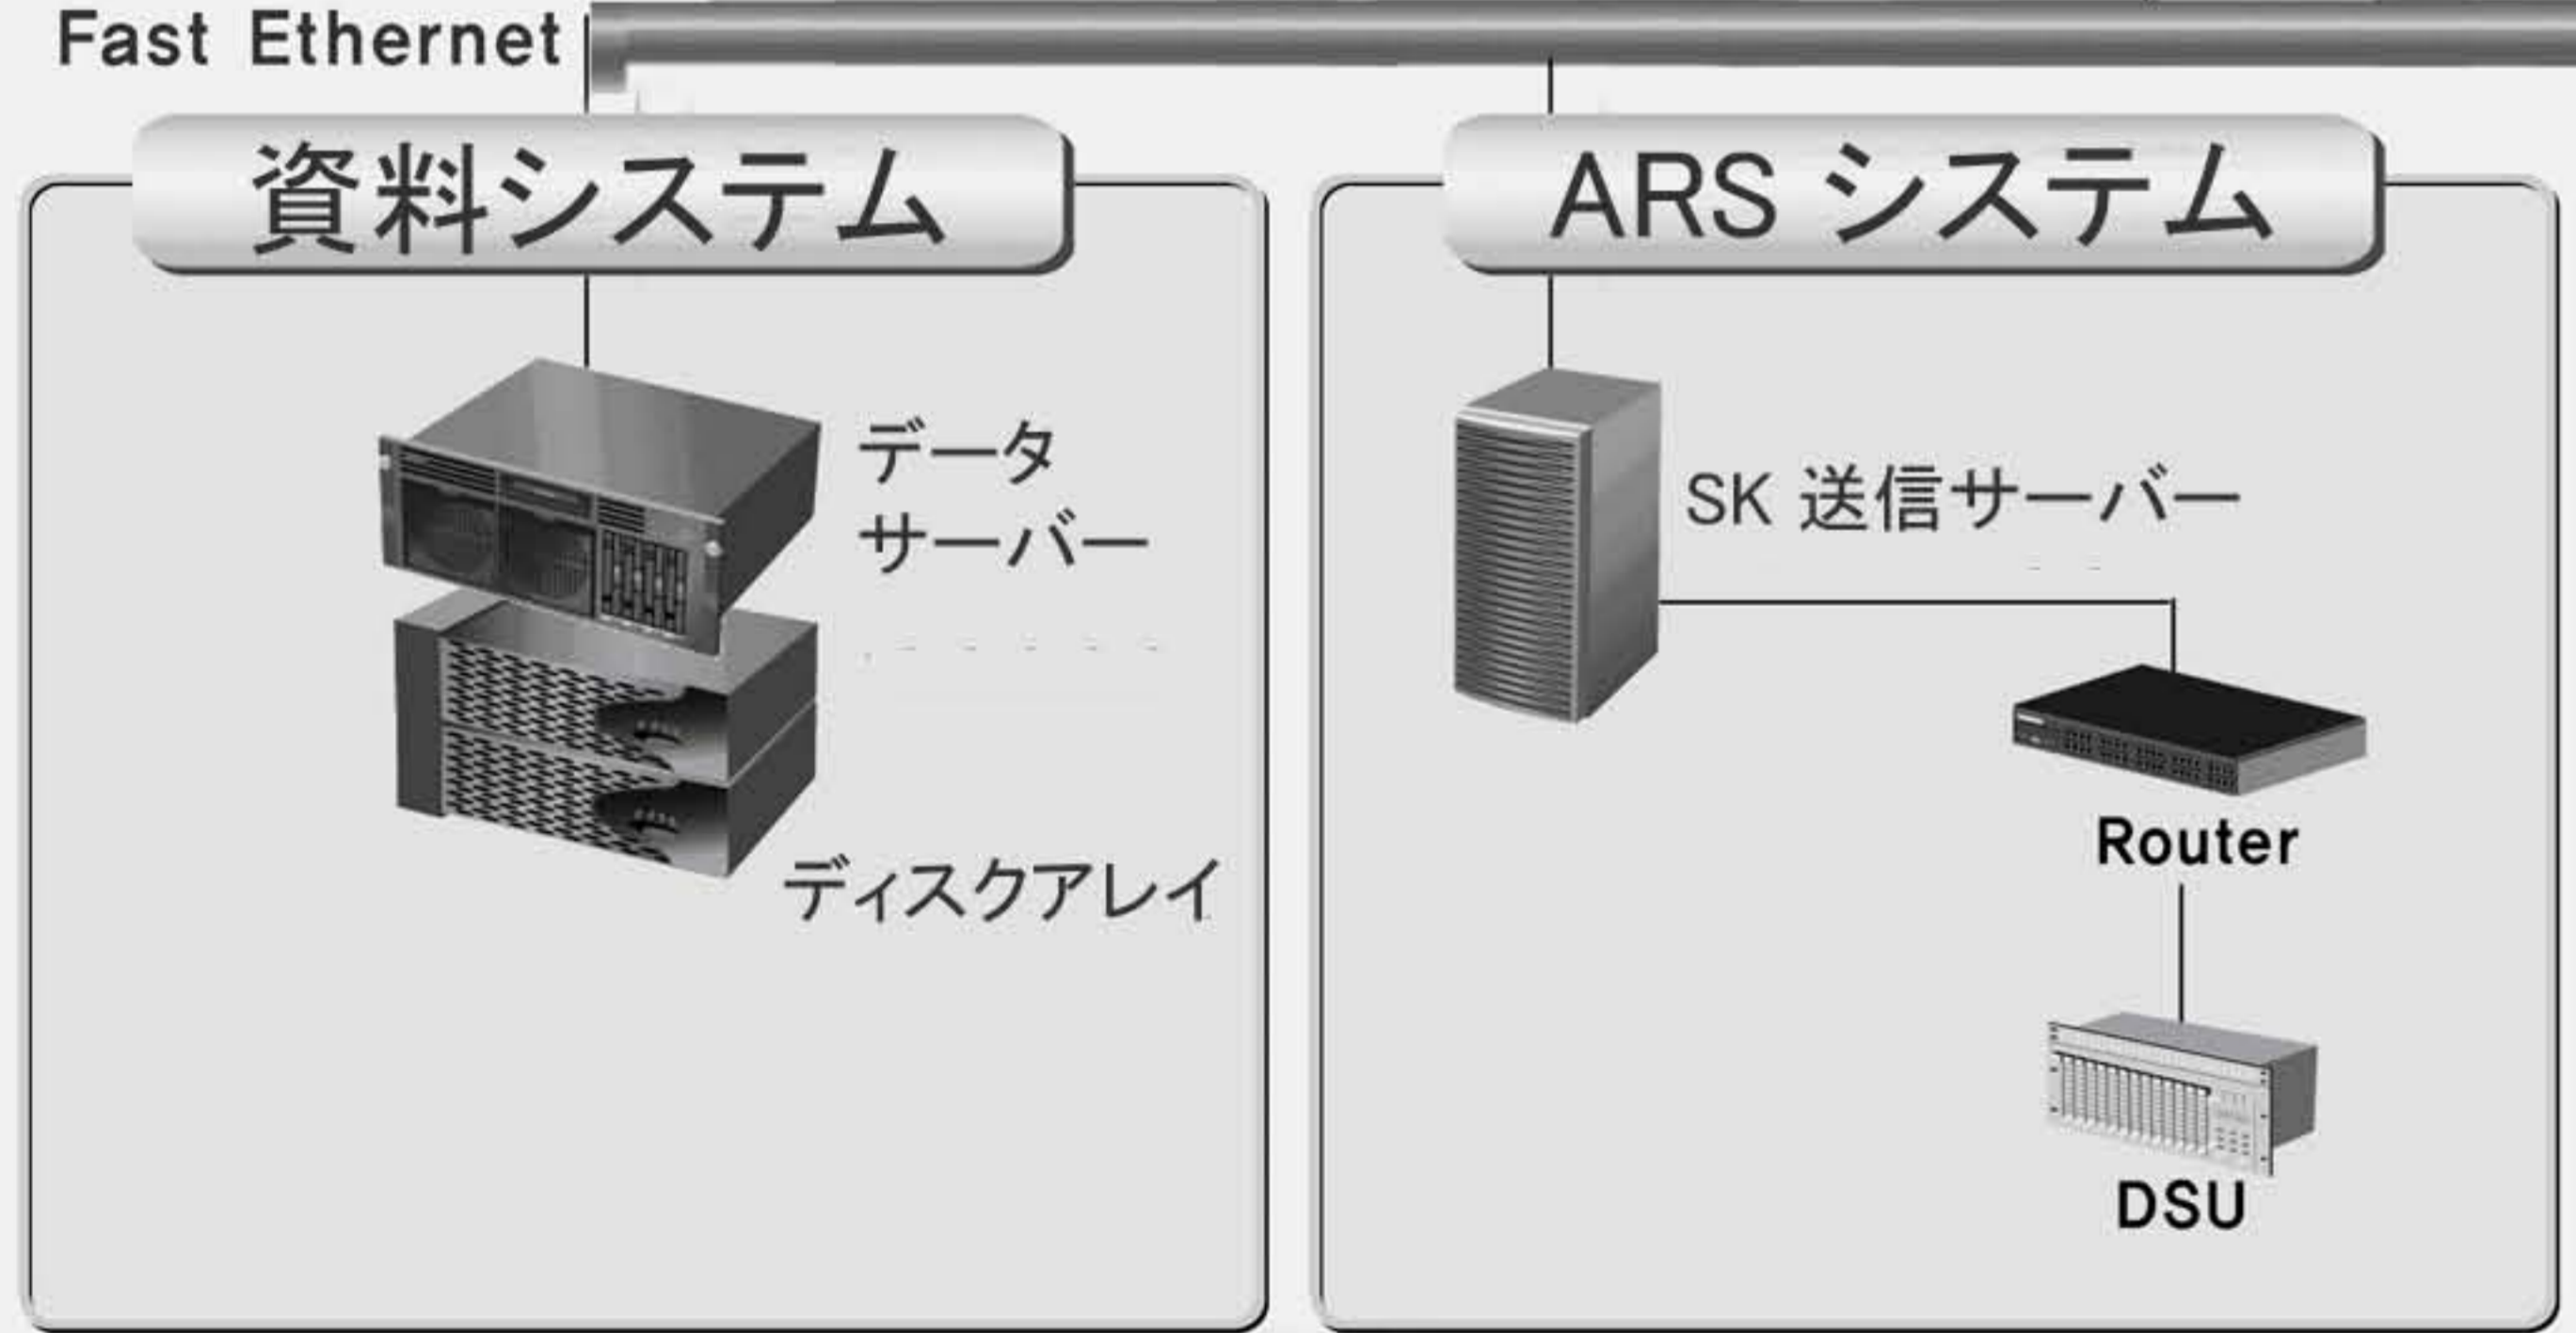 Fast Ethernet
資料システム
データ
サーバー
ディスクアレイ
ARS システム
SK 送信サーバー
Router
DSU